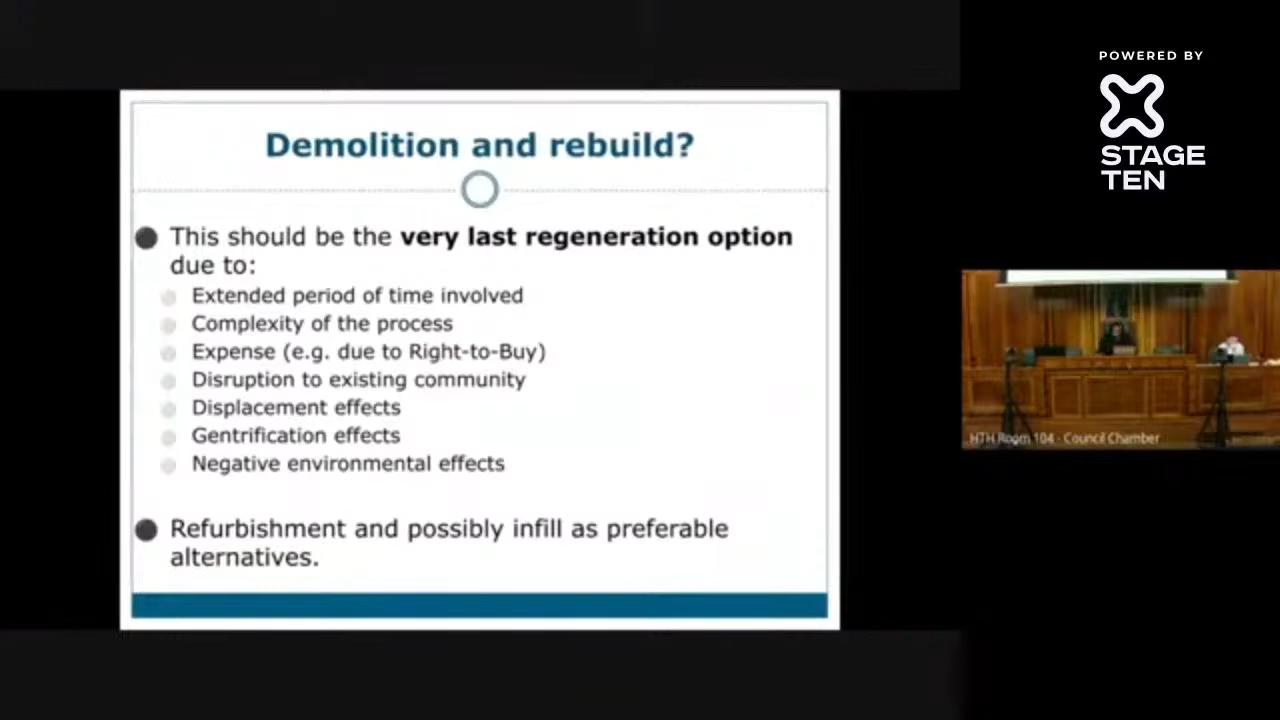 Demolition and rebuild?
This should be the very last regeneration option
due to:
Extended period of time involved
Complexity of the process
Expense (e.g. due to Right-to-Buy)
Disruption to existing community
Displacement effects
Gentrification effects
Negative environmental effects
Refurbishment and possibly infill as preferable
alternatives.
POWERED BY
STAGE
TEN
HTH Room 104 - Council Chamber